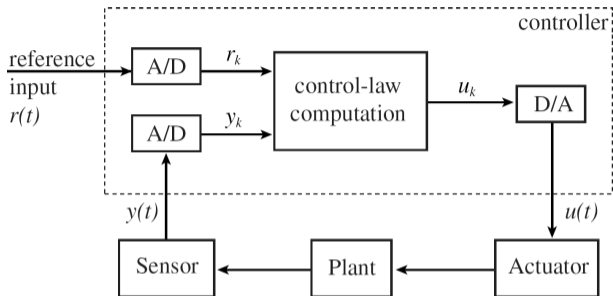 controller
reference
input
r(t)
A/D
r_k
A/D
y_k
control-law
computation
u_k
D/A
y(t)
u(t)
Sensor
Plant
Actuator